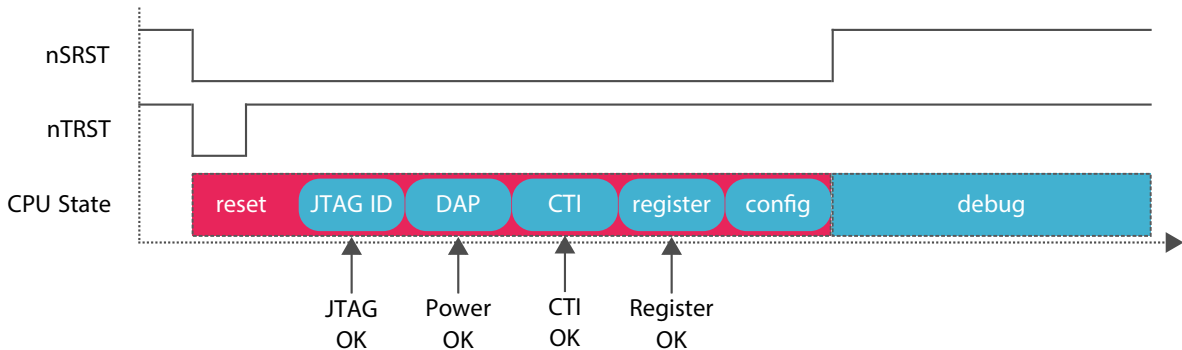 nSRST
nTRST
CPU State
reset
JTAG ID
DAP
CTI
register
config
debug
JTAG
OK
Power
OK
CTI
OK
Register
OK